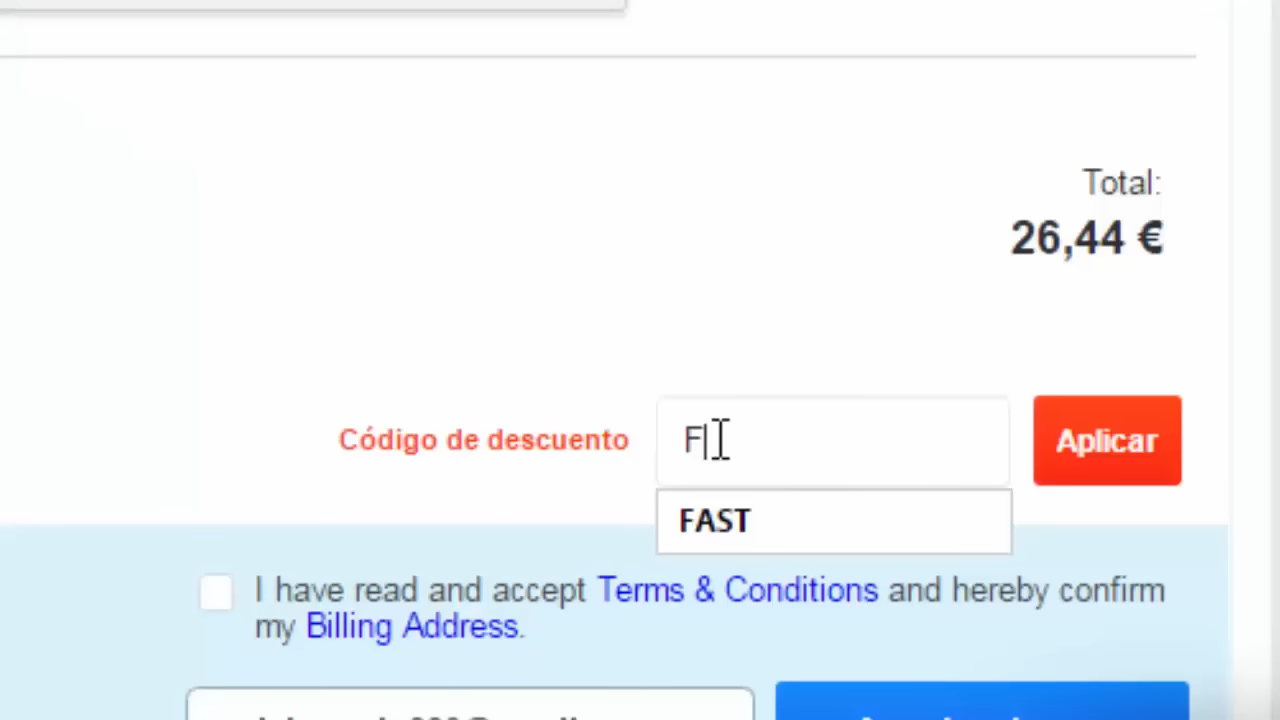 Total:
26,44 €
Código de descuento
F
Aplicar
FAST
I have read and accept Terms & Conditions and hereby confirm
my Billing Address.